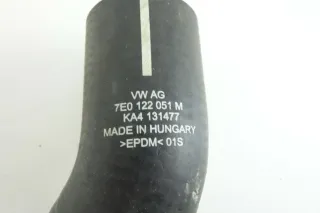 VW AG
7E0 122 051 M
KA4 131477
MADE IN HUNGARY
>EPDM< 01S